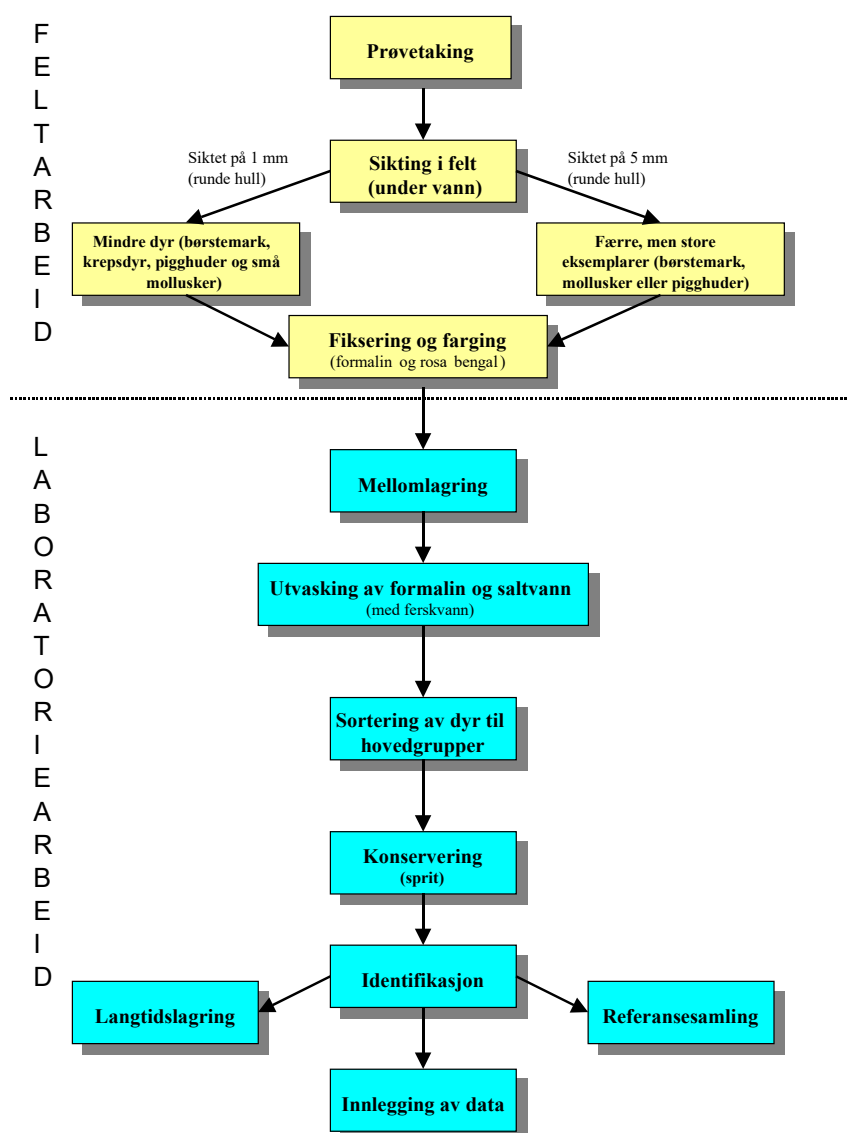 FELTARBEID
Prøvetaking
Siktet på 1 mm
(runde hull)
Sikting i felt
(under vann)
Siktet på 5 mm
(runde hull)
Mindre dyr (børstemark,
krepsdyr, pigghuder og små
mollusker)
Færre, men store
eksemplarer (børstemark,
mollusker eller pigghuder)
Fiksering og farging
(formalin og rosa bengal)
LABORATORIEARBEID
Mellomlagring
Utvasking av formalin og saltvann
(med ferskvann)
Sortering av dyr til
hovedgrupper
Konservering
(sprit)
Identifikasjon
Langtidslagring
Referansesamling
Innlegging av data